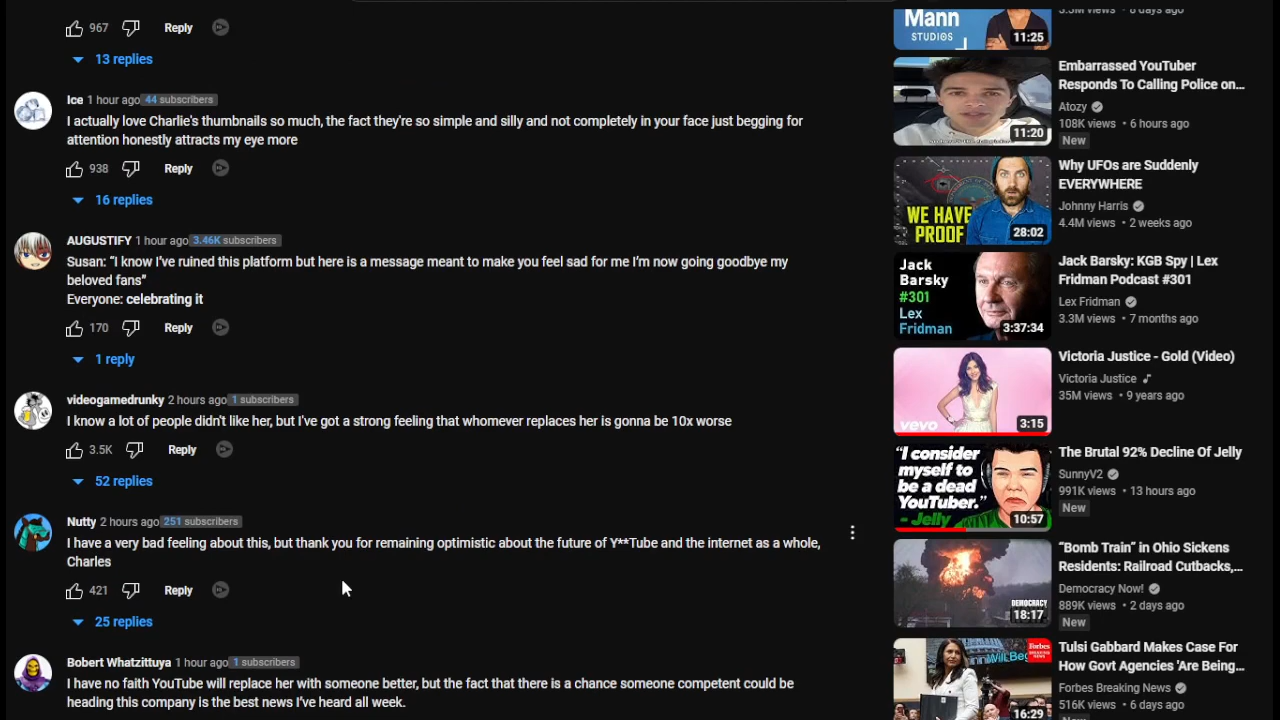 967
Reply
13 replies
Ice 1 hour ago 44 subscribers
I actually love Charlie's thumbnails so much, the fact they're so simple and silly and not completely in your face just begging for
attention honestly attracts my eye more
938
Reply
16 replies
AUGUSTIFY 1 hour ago 3.46K subscribers
Susan: “I know I’ve ruined this platform but here is a message meant to make you feel sad for me I’m now going goodbye my
beloved fans”
Everyone: celebrating it
170
Reply
1 reply
videogamedrunky 2 hours ago 1 subscribers
I know a lot of people didn't like her, but I've got a strong feeling that whomever replaces her is gonna be 10x worse
3.5K
Reply
52 replies
Nutty 2 hours ago 251 subscribers
I have a very bad feeling about this, but thank you for remaining optimistic about the future of Y**Tube and the internet as a whole,
Charles
421
Reply
25 replies
Bobert Whatzittuya 1 hour ago 1 subscribers
I have no faith YouTube will replace her with someone better, but the fact that there is a chance someone competent could be
heading this company is the best news I've heard all week.
Mann
STUDIOS
11:25
3.3M views • 8 days ago
11:20
Embarrassed YouTuber
Responds To Calling Police on...
Atozy
108K views • 6 hours ago
New
WE HAVE
PROOF
28:02
Why UFOs are Suddenly
EVERYWHERE
Johnny Harris
4.4M views • 2 weeks ago
Jack
Barsky
#301
Lex
Fridman
3:37:34
Jack Barsky: KGB Spy | Lex
Fridman Podcast #301
Lex Fridman
3.3M views • 7 months ago
vevo
3:15
Victoria Justice - Gold (Video)
Victoria Justice
35M views • 9 years ago
"I consider
myself to
be a dead
YouTuber."
- Jelly
10:57
The Brutal 92% Decline Of Jelly
SunnyV2
991K views • 13 hours ago
New
DEMOCRACY
18:17
“Bomb Train” in Ohio Sickens
Residents: Railroad Cutbacks,...
Democracy Now!
889K views • 2 days ago
New
Forbes
BREAKING
NEWS
16:29
Tulsi Gabbard Makes Case For
How Govt Agencies 'Are Being...
Forbes Breaking News
516K views • 6 days ago